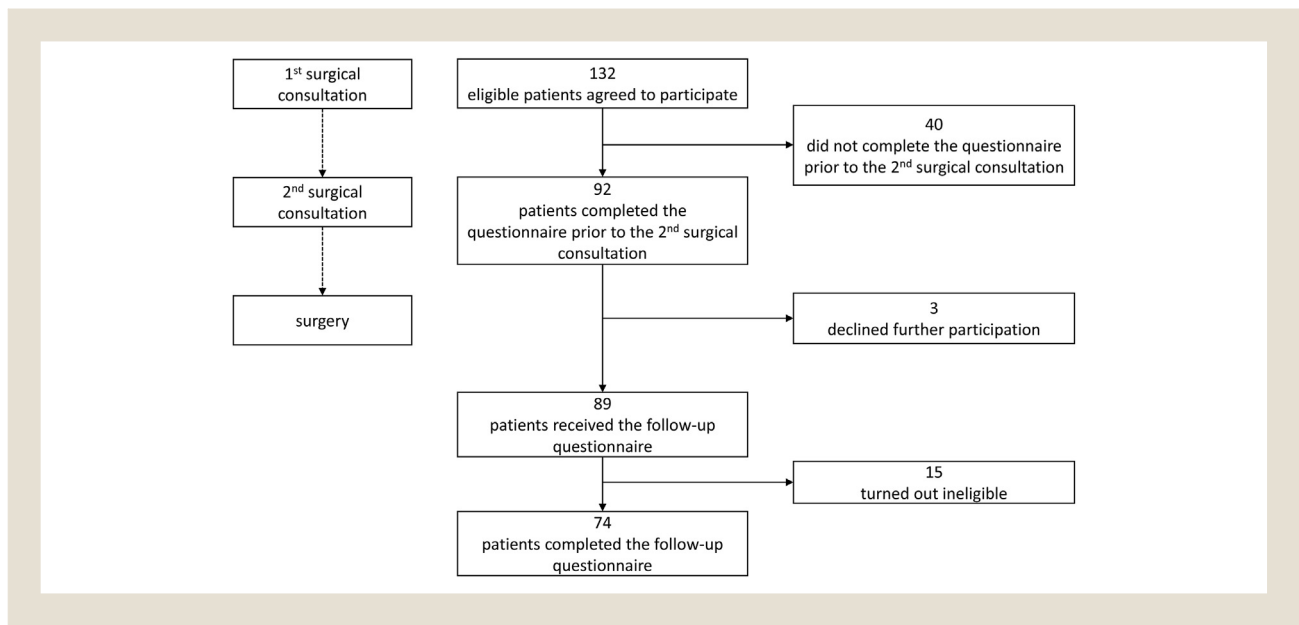 1st surgical
consultation
2nd surgical
consultation
surgery
132
eligible patients agreed to participate
40
did not complete the questionnaire
prior to the 2nd surgical consultation
92
patients completed the
questionnaire prior to the 2nd surgical
consultation
3
declined further participation
89
patients received the follow-up
questionnaire
15
turned out ineligible
74
patients completed the follow-up
questionnaire